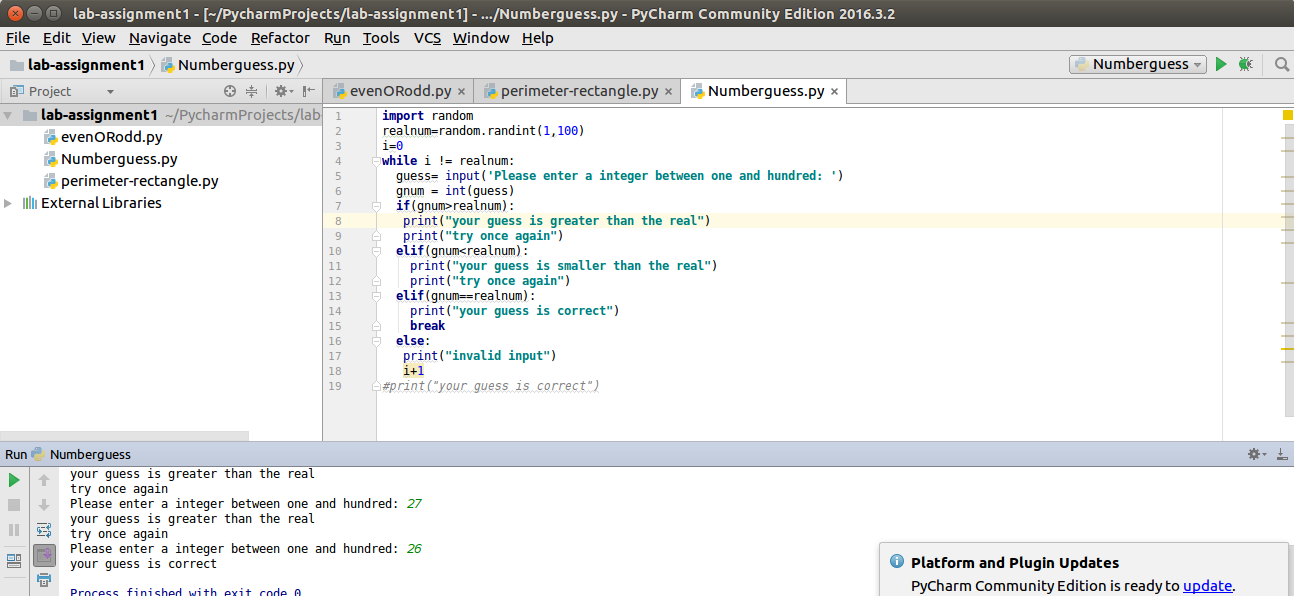 lab-assignment1 - [~/PycharmProjects/lab-assignment1] - .../Numberguess.py - PyCharm Community Edition 2016.3.2
File Edit View Navigate Code Refactor Run Tools VCS Window Help
lab-assignment1 Numberguess.py Numberguess
Project evenORodd.py × perimeter-rectangle.py × Numberguess.py ×
lab-assignment1 ~/PycharmProjects/lab
evenORodd.py
Numberguess.py
perimeter-rectangle.py
External Libraries
1 import random
2 realnum=random.randint(1,100)
3 i=0
4 while i != realnum:
5 guess= input('Please enter a integer between one and hundred: ')
6 gnum = int(guess)
7 if(gnum>realnum):
8 print("your guess is greater than the real")
9 print("try once again")
10 elif(gnum<realnum):
11 print("your guess is smaller than the real")
12 print("try once again")
13 elif(gnum==realnum):
14 print("your guess is correct")
15 break
16 else:
17 print("invalid input")
18 i+1
19 #print("your guess is correct")
Run Numberguess
your guess is greater than the real
try once again
Please enter a integer between one and hundred: 27
your guess is greater than the real
try once again
Please enter a integer between one and hundred: 26
your guess is correct
Process finished with exit code 0
Platform and Plugin Updates
PyCharm Community Edition is ready to update.